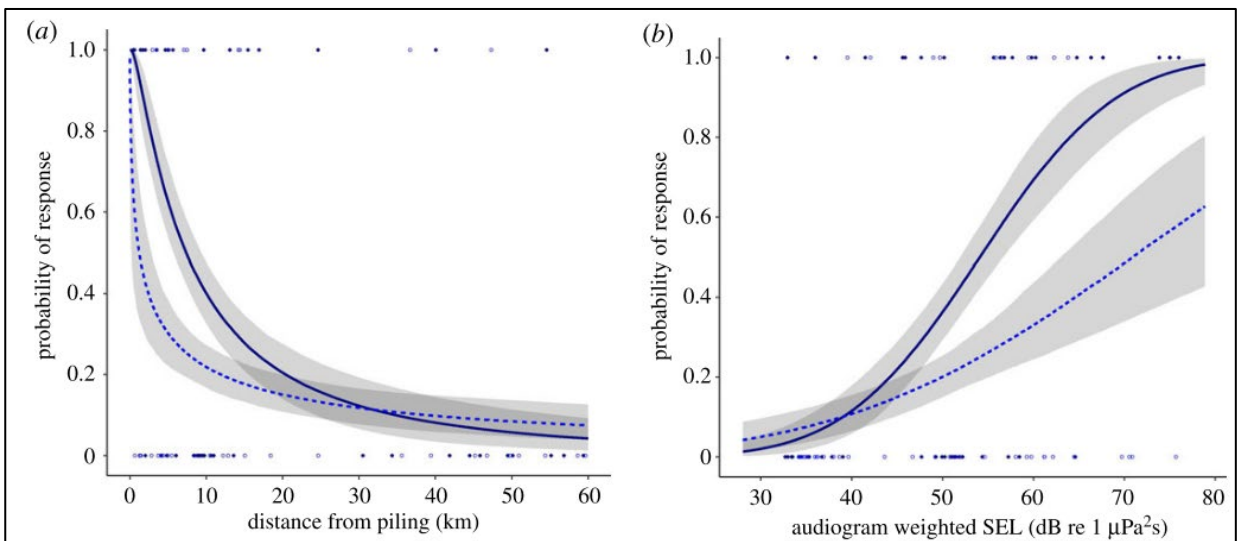 (a)
1.0
0.8
0.6
0.4
0.2
0
probability of response
0 10 20 30 40 50 60
distance from piling (km)
(b)
1.0
0.8
0.6
0.4
0.2
0
probability of response
30 40 50 60 70 80
audiogram weighted SEL (dB re 1 µPa²s)